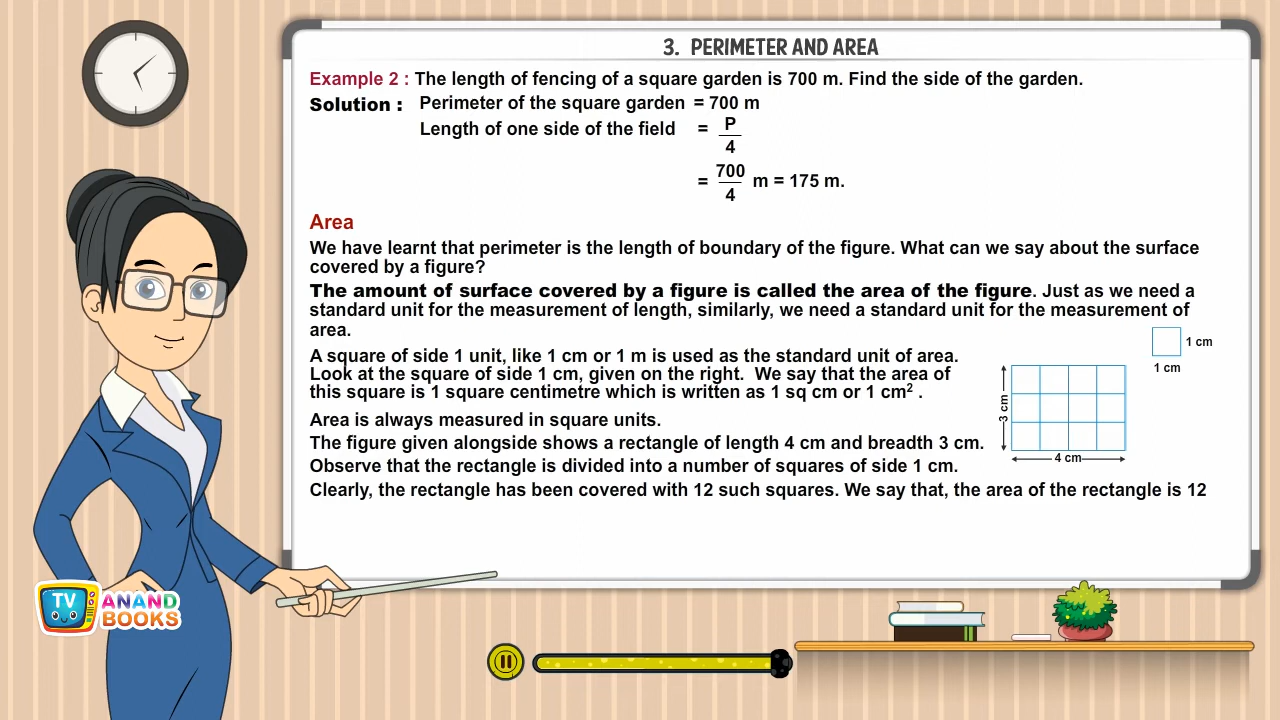 3. PERIMETER AND AREA
Example 2 : The length of fencing of a square garden is 700 m. Find the side of the garden.
Solution : Perimeter of the square garden = 700 m
Length of one side of the field = P/4
= 700/4 m = 175 m.
Area
We have learnt that perimeter is the length of boundary of the figure. What can we say about the surface
covered by a figure?
The amount of surface covered by a figure is called the area of the figure. Just as we need a
standard unit for the measurement of length, similarly, we need a standard unit for the measurement of
area.
1 cm
1 cm
A square of side 1 unit, like 1 cm or 1 m is used as the standard unit of area.
Look at the square of side 1 cm, given on the right. We say that the area of
this square is 1 square centimetre which is written as 1 sq cm or 1 cm² .
3 cm
4 cm
Area is always measured in square units.
The figure given alongside shows a rectangle of length 4 cm and breadth 3 cm.
Observe that the rectangle is divided into a number of squares of side 1 cm.
Clearly, the rectangle has been covered with 12 such squares. We say that, the area of the rectangle is 12
TV ANAND
BOOKS